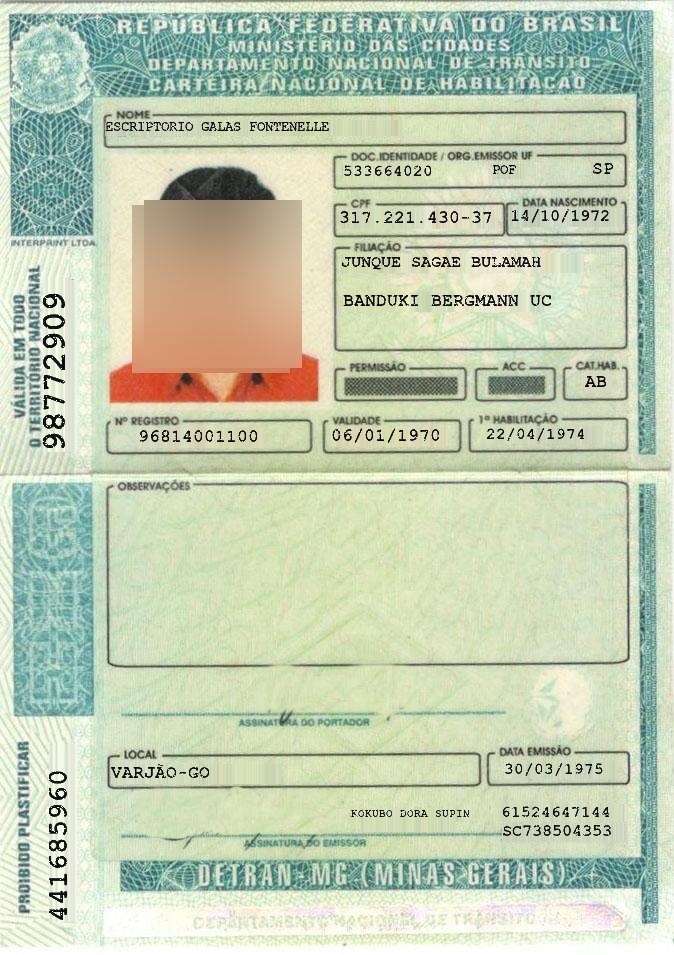 REPÚBLICA FEDERATIVA DO BRASIL
MINISTÉRIO DAS CIDADES
DEPARTAMENTO NACIONAL DE TRÂNSITO
CARTEIRA NACIONAL DE HABILITAÇÃO
NOME
ESCRIPTORIO GALAS FONTENELLE
DOC.IDENTIDADE / ORG.EMISSOR UF
533664020 POF SP
CPF DATA NASCIMENTO
317.221.430-37 14/10/1972
FILIAÇÃO
JUNQUE SAGAE BULAMAH
BANDUKI BERGMANN UC
INTERPRINT LTDA.
VÁLIDA EM TODO
O TERRITÓRIO NACIONAL
98772909
PERMISSÃO ACC CAT.HAB.
AB
Nº REGISTRO VALIDADE 1ª HABILITAÇÃO
96814001100 06/01/1970 22/04/1974
OBSERVAÇÕES
ASSINATURA DO PORTADOR
LOCAL DATA EMISSÃO
VARJÃO-GO 30/03/1975
PROIBIDO PLASTIFICAR
441685960
KOKUBO DORA SUPIN 61524647144
SC738504353
ASSINATURA DO EMISSOR
DETRAN-MG (MINAS GERAIS)
DEPARTAMENTO NACIONAL DE TRÂNSITO